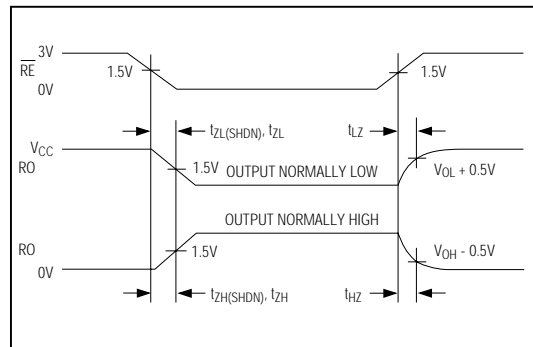 3V
RE
1.5V
1.5V
0V
tZL(SHDN), tZL
tLZ
VCC
RO
1.5V
OUTPUT NORMALLY LOW
VOL + 0.5V
OUTPUT NORMALLY HIGH
RO
1.5V
VOH - 0.5V
0V
tZH(SHDN), tZH
tHZ